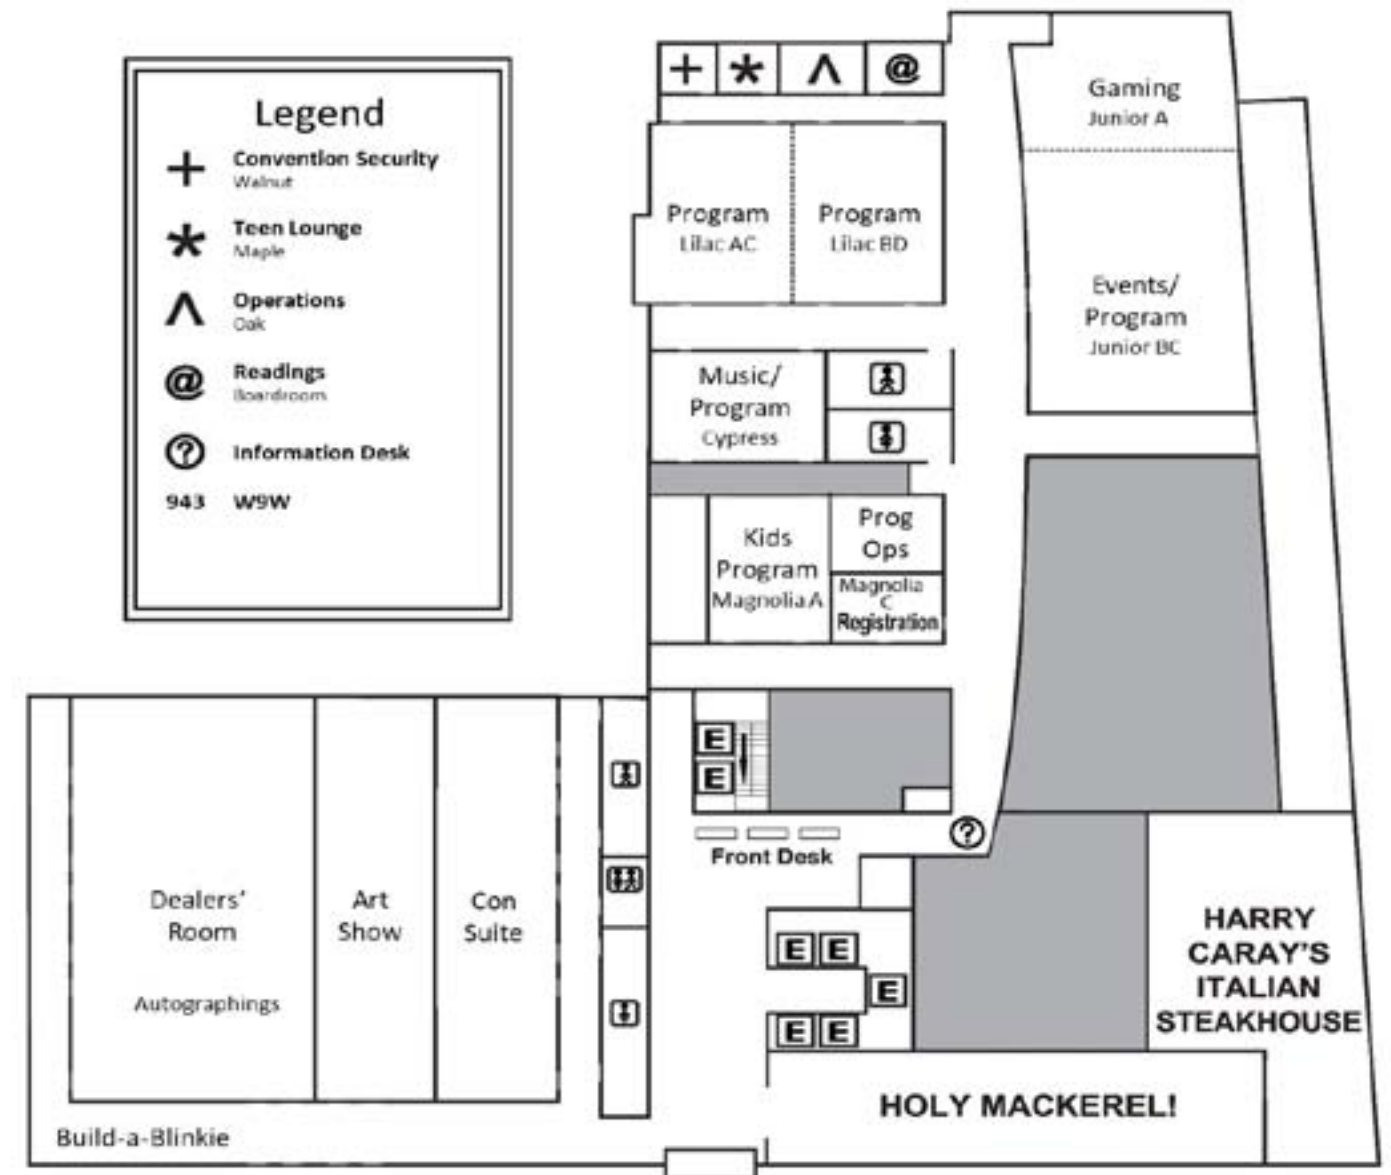 Legend
+ Convention Security
Walnut
* Teen Lounge
Maple
Λ Operations
Oak
@ Readings
Boardroom
? Information Desk
943 W9W
+ * Λ @
Gaming
Junior A
Program
Lilac AC
Program
Lilac BD
Events/
Program
Junior BC
Music/
Program
Cypress
Kids
Program
Magnolia A
Prog
Ops
Magnolia
C
Registration
E
E
?
Front Desk
Dealers'
Room
Autographings
Art
Show
Con
Suite
E E
E
E E
HARRY
CARAY'S
ITALIAN
STEAKHOUSE
HOLY MACKEREL!
Build-a-Blinkie